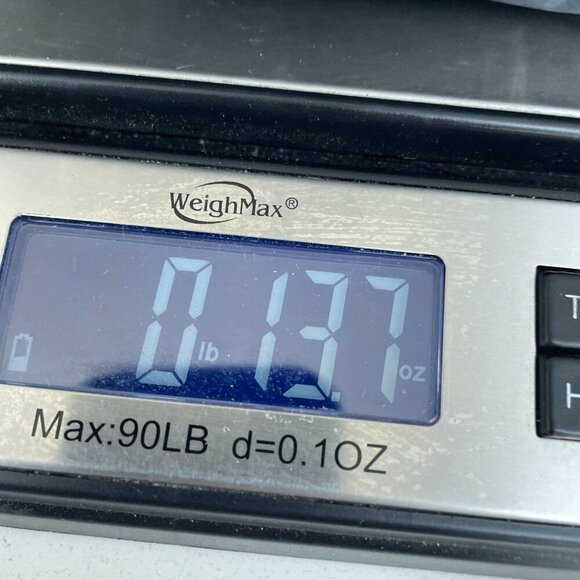 WeighMax®
0 lb 13.7 oz
T
H
Max:90LB d=0.1OZ